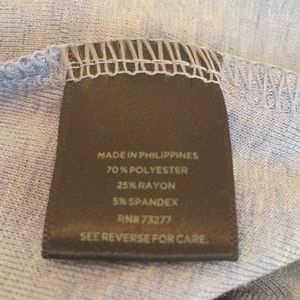 MADE IN PHILIPPINES
70% POLYESTER
25% RAYON
5% SPANDEX
RN# 73277
SEE REVERSE FOR CARE.